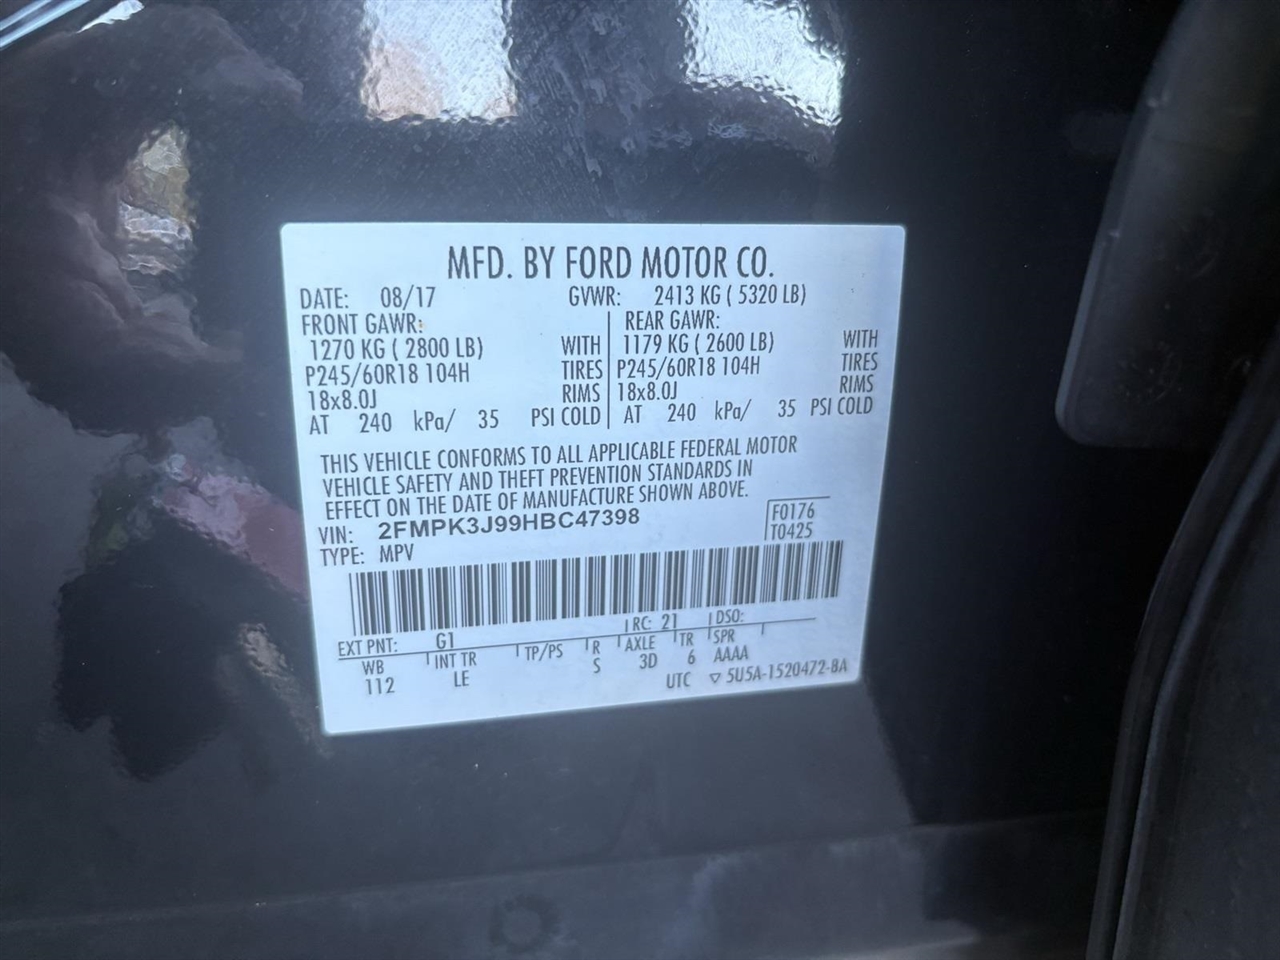 MFD. BY FORD MOTOR CO.
DATE: 08/17 GVWR: 2413 KG ( 5320 LB)
FRONT GAWR: REAR GAWR:
1270 KG ( 2800 LB) WITH 1179 KG ( 2600 LB) WITH
P245/60R18 104H TIRES P245/60R18 104H TIRES
18x8.0J RIMS 18x8.0J RIMS
AT 240 kPa/ 35 PSI COLD AT 240 kPa/ 35 PSI COLD
THIS VEHICLE CONFORMS TO ALL APPLICABLE FEDERAL MOTOR
VEHICLE SAFETY AND THEFT PREVENTION STANDARDS IN
EFFECT ON THE DATE OF MANUFACTURE SHOWN ABOVE.
VIN: 2FMPK3J99HBC47398 F0176
TYPE: MPV T0425
EXT PNT: G1 RC: 21 DSO:
WB INT TR TP/PS R AXLE TR SPR
112 LE S 3D 6 AAAA
UTC ▽ 5U5A-1520472-BA